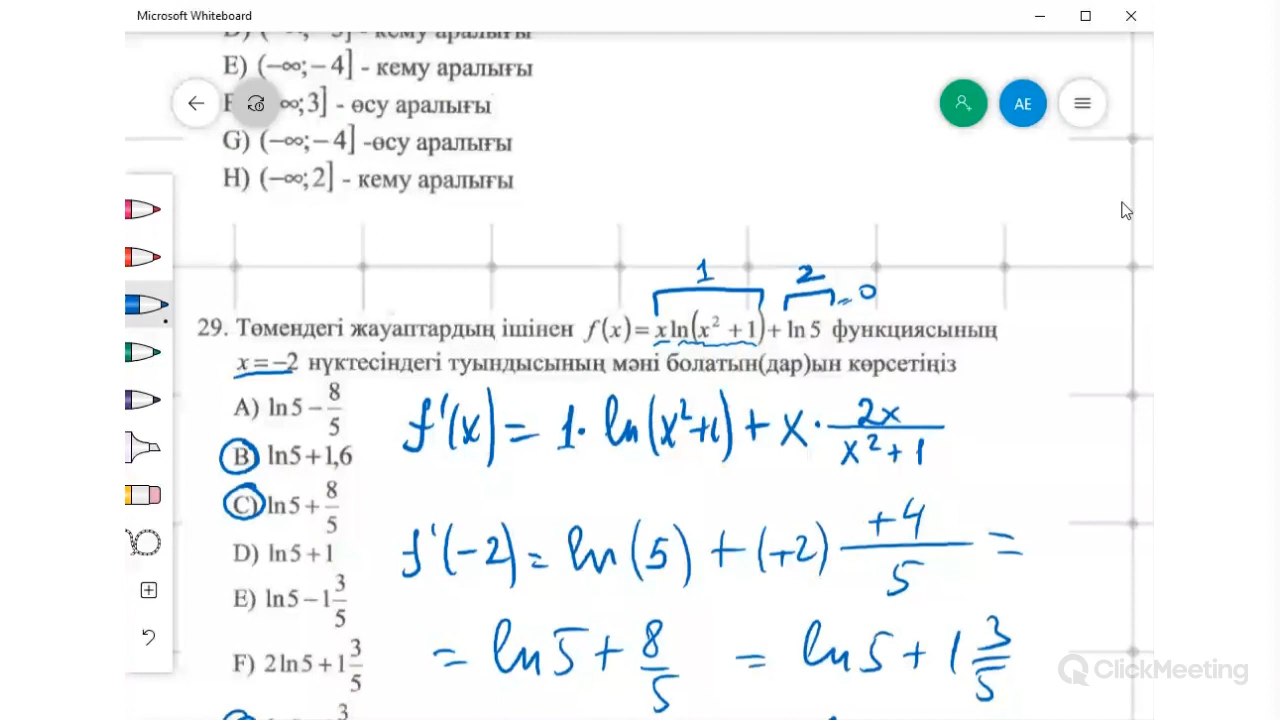 Microsoft Whiteboard
E) (−∞;−4] - кему аралығы
∞;3] - өсу аралығы
AE
G) (−∞;−4] -өсу аралығы
H) (−∞;2] - кему аралығы
1 2 = 0
29. Төмендегі жауаптардың ішінен f(x)= x ln(x² +1)+ ln 5 функциясының
x = −2 нүктесіндегі туындысының мәні болатын(дар)ын көрсетіңіз
A) ln 5 − 8/5
f'(x) = 1· ln(x²+1) + x · 2x/(x²+1)
B) ln5 + 1,6
C) ln 5 + 8/5
f'(−2) = ln(5) + (+2) +4/5 =
D) ln 5 + 1
E) ln 5 − 1 3/5
= ln5 + 8/5 = ln5 + 1 3/5
F) 2 ln 5 + 1 3/5
ClickMeeting